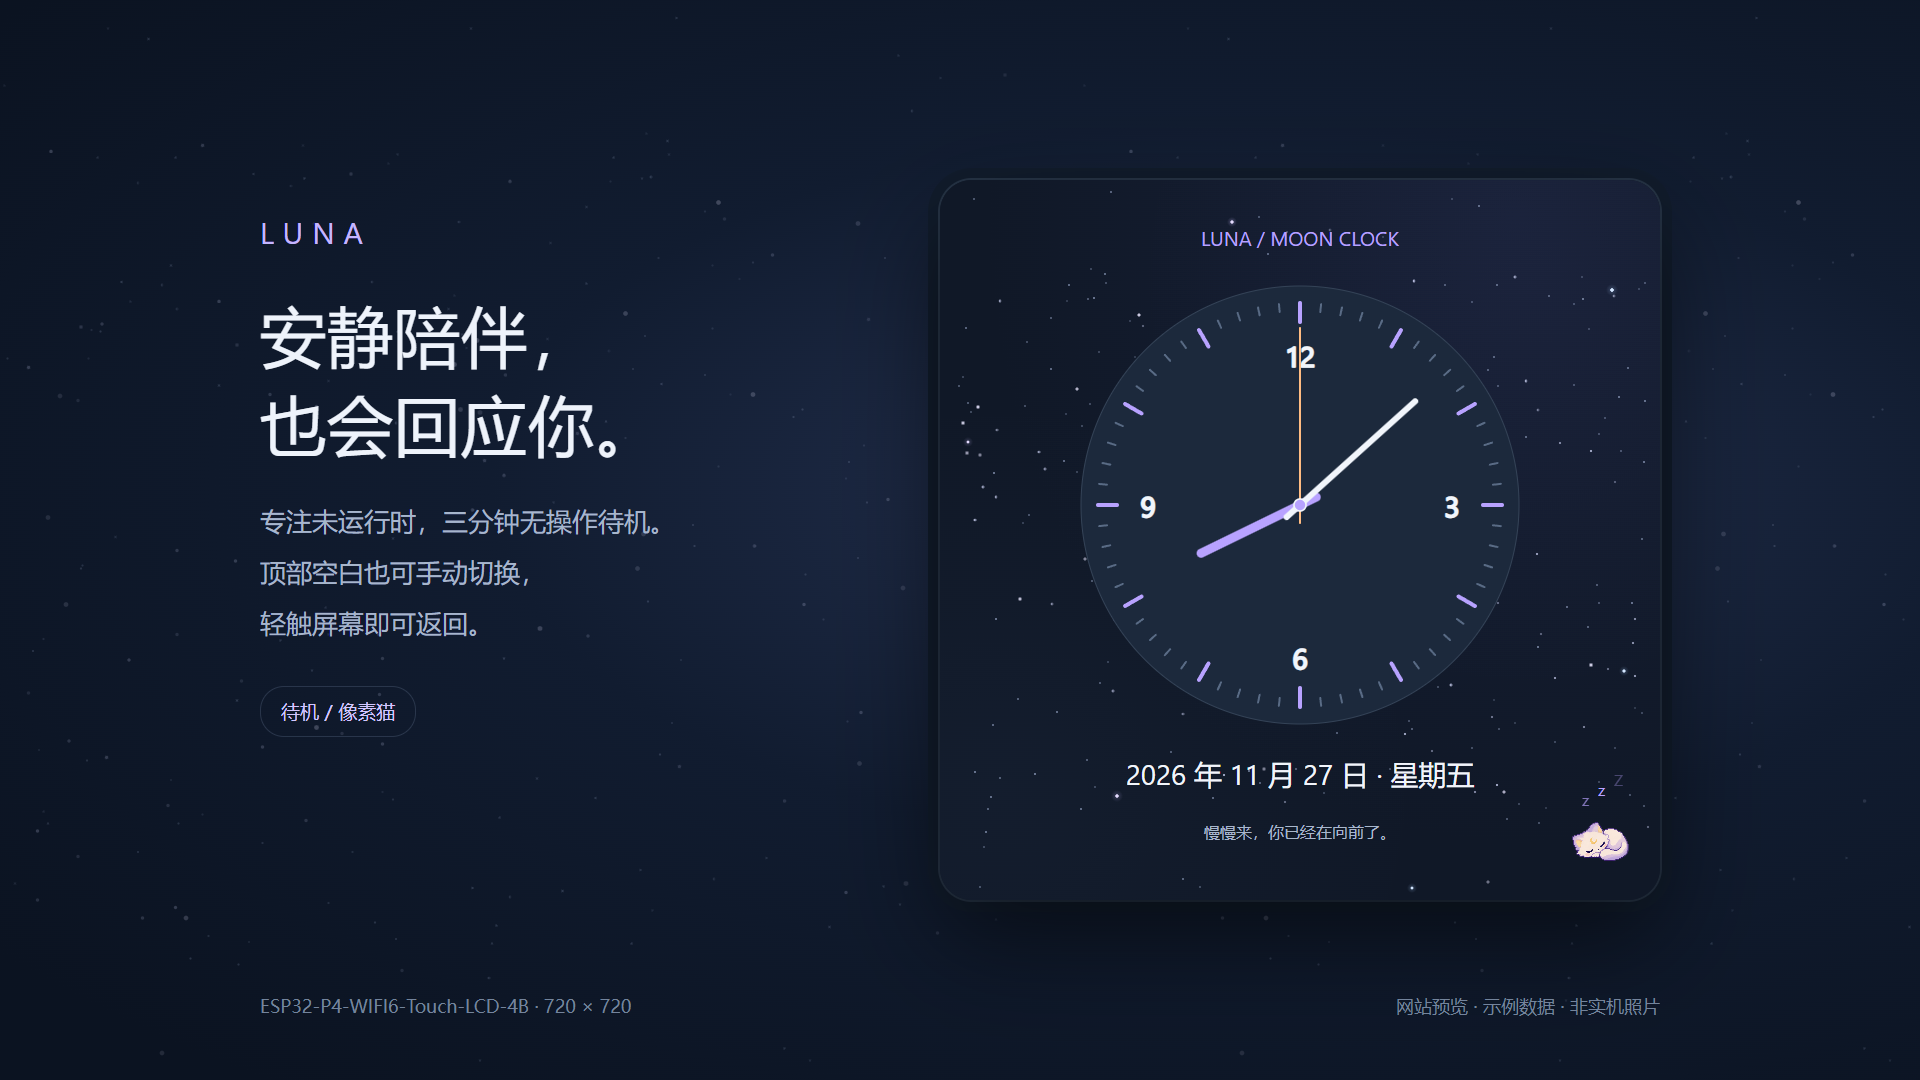 LUNA
安静陪伴，
也会回应你。
专注未运行时，三分钟无操作待机。
顶部空白也可手动切换，
轻触屏幕即可返回。
待机 / 像素猫
ESP32-P4-WIFI6-Touch-LCD-4B · 720 × 720
LUNA / MOON CLOCK
12
9
3
6
2026 年 11 月 27 日 · 星期五
慢慢来，你已经在向前了。
z z Z
网站预览 · 示例数据 · 非实机照片